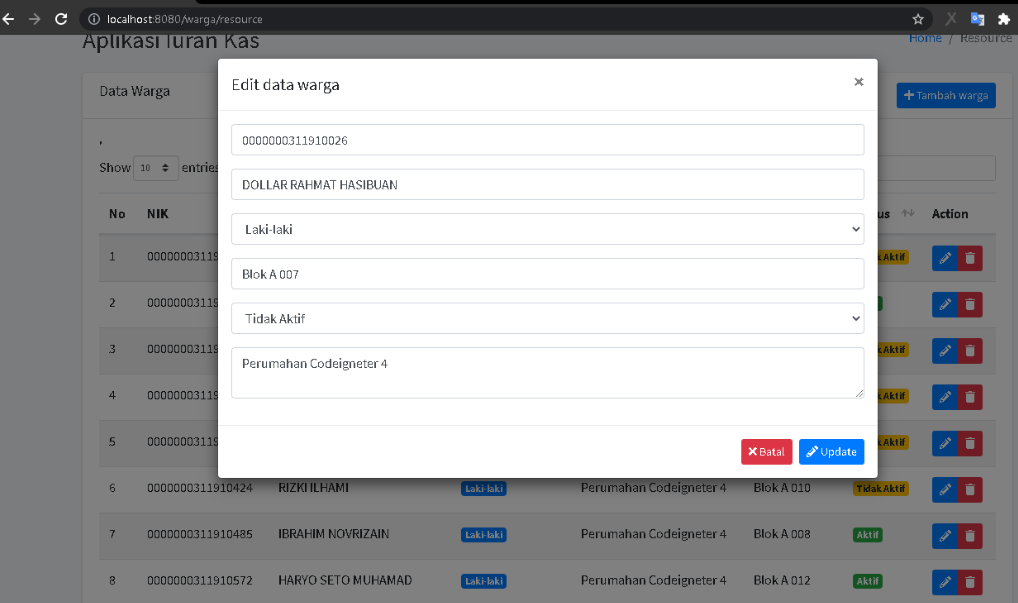 localhost:8080/warga/resource
Aplikasi Iuran Kas
Home / Resource
Edit data warga ×
Data Warga
+ Tambah warga
0000000311910026
,
Show 10 entries
DOLLAR RAHMAT HASIBUAN
No NIK Action
Laki-laki
1 00000003119 Aktif
Blok A 007
2 00000003119
Tidak Aktif
3 00000003119 Aktif
Perumahan Codeigneter 4
4 00000003119 Aktif
5 00000003119 Aktif
Batal Update
6 0000000311910424 RIZKI ILHAMI Laki-laki Perumahan Codeigneter 4 Blok A 010 Tidak Aktif
7 0000000311910485 IBRAHIM NOVRIZAIN Laki-laki Perumahan Codeigneter 4 Blok A 008 Aktif
8 0000000311910572 HARYO SETO MUHAMAD Laki-laki Perumahan Codeigneter 4 Blok A 012 Aktif